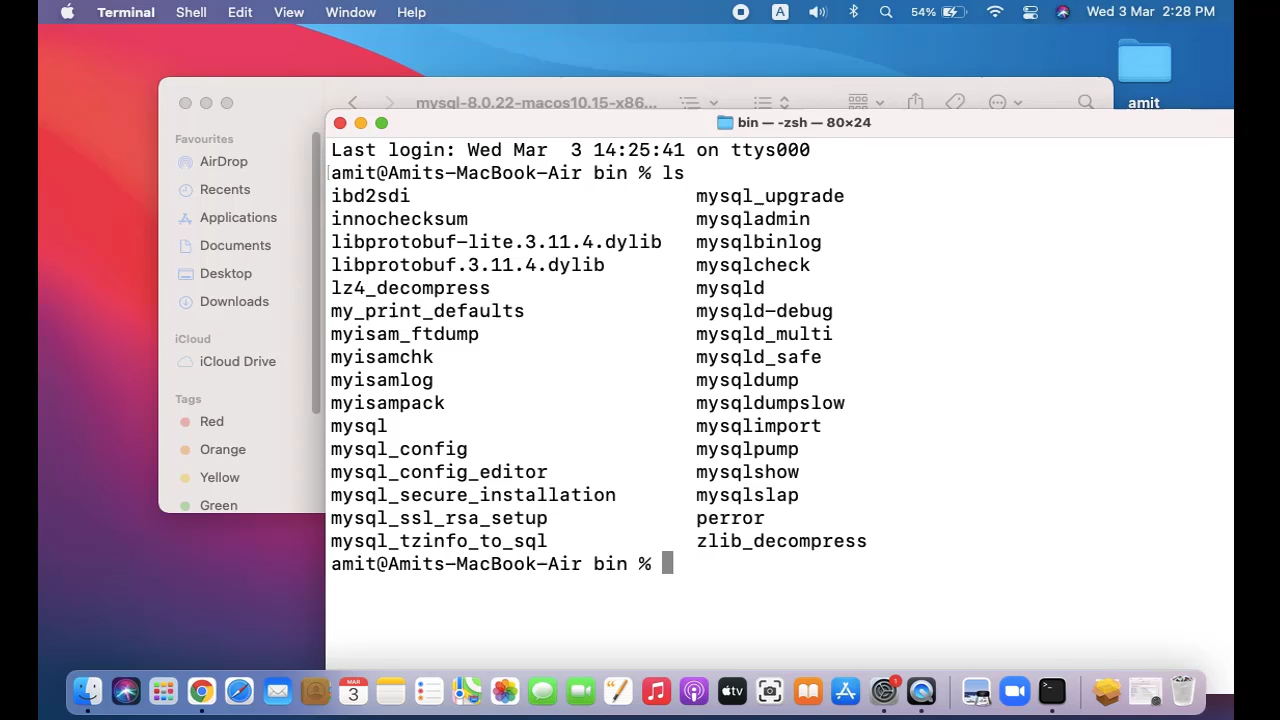 Terminal Shell Edit View Window Help A 54% Wed 3 Mar 2:28 PM
amit
mysql-8.0.22-macos10.15-x86...
Favourites
AirDrop
Recents
Applications
Documents
Desktop
Downloads
iCloud
iCloud Drive
Tags
Red
Orange
Yellow
Green
bin — -zsh — 80×24
Last login: Wed Mar  3 14:25:41 on ttys000
amit@Amits-MacBook-Air bin % ls
ibd2sdi mysql_upgrade
innochecksum mysqladmin
libprotobuf-lite.3.11.4.dylib mysqlbinlog
libprotobuf.3.11.4.dylib mysqlcheck
lz4_decompress mysqld
my_print_defaults mysqld-debug
myisam_ftdump mysqld_multi
myisamchk mysqld_safe
myisamlog mysqldump
myisampack mysqldumpslow
mysql mysqlimport
mysql_config mysqlpump
mysql_config_editor mysqlshow
mysql_secure_installation mysqlslap
mysql_ssl_rsa_setup perror
mysql_tzinfo_to_sql zlib_decompress
amit@Amits-MacBook-Air bin %
MAR
3
tv
1
>_